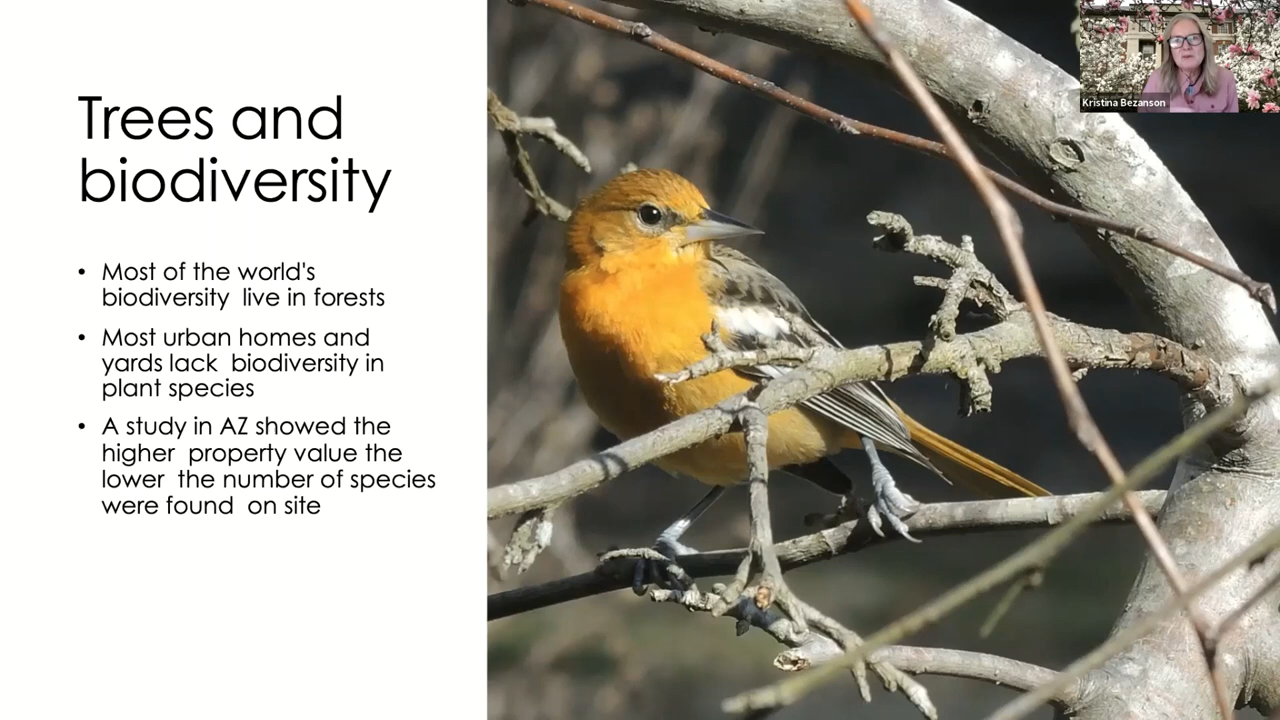 Trees and
biodiversity
• Most of the world's
biodiversity live in forests
• Most urban homes and
yards lack biodiversity in
plant species
• A study in AZ showed the
higher property value the
lower the number of species
were found on site
Kristina Bezanson